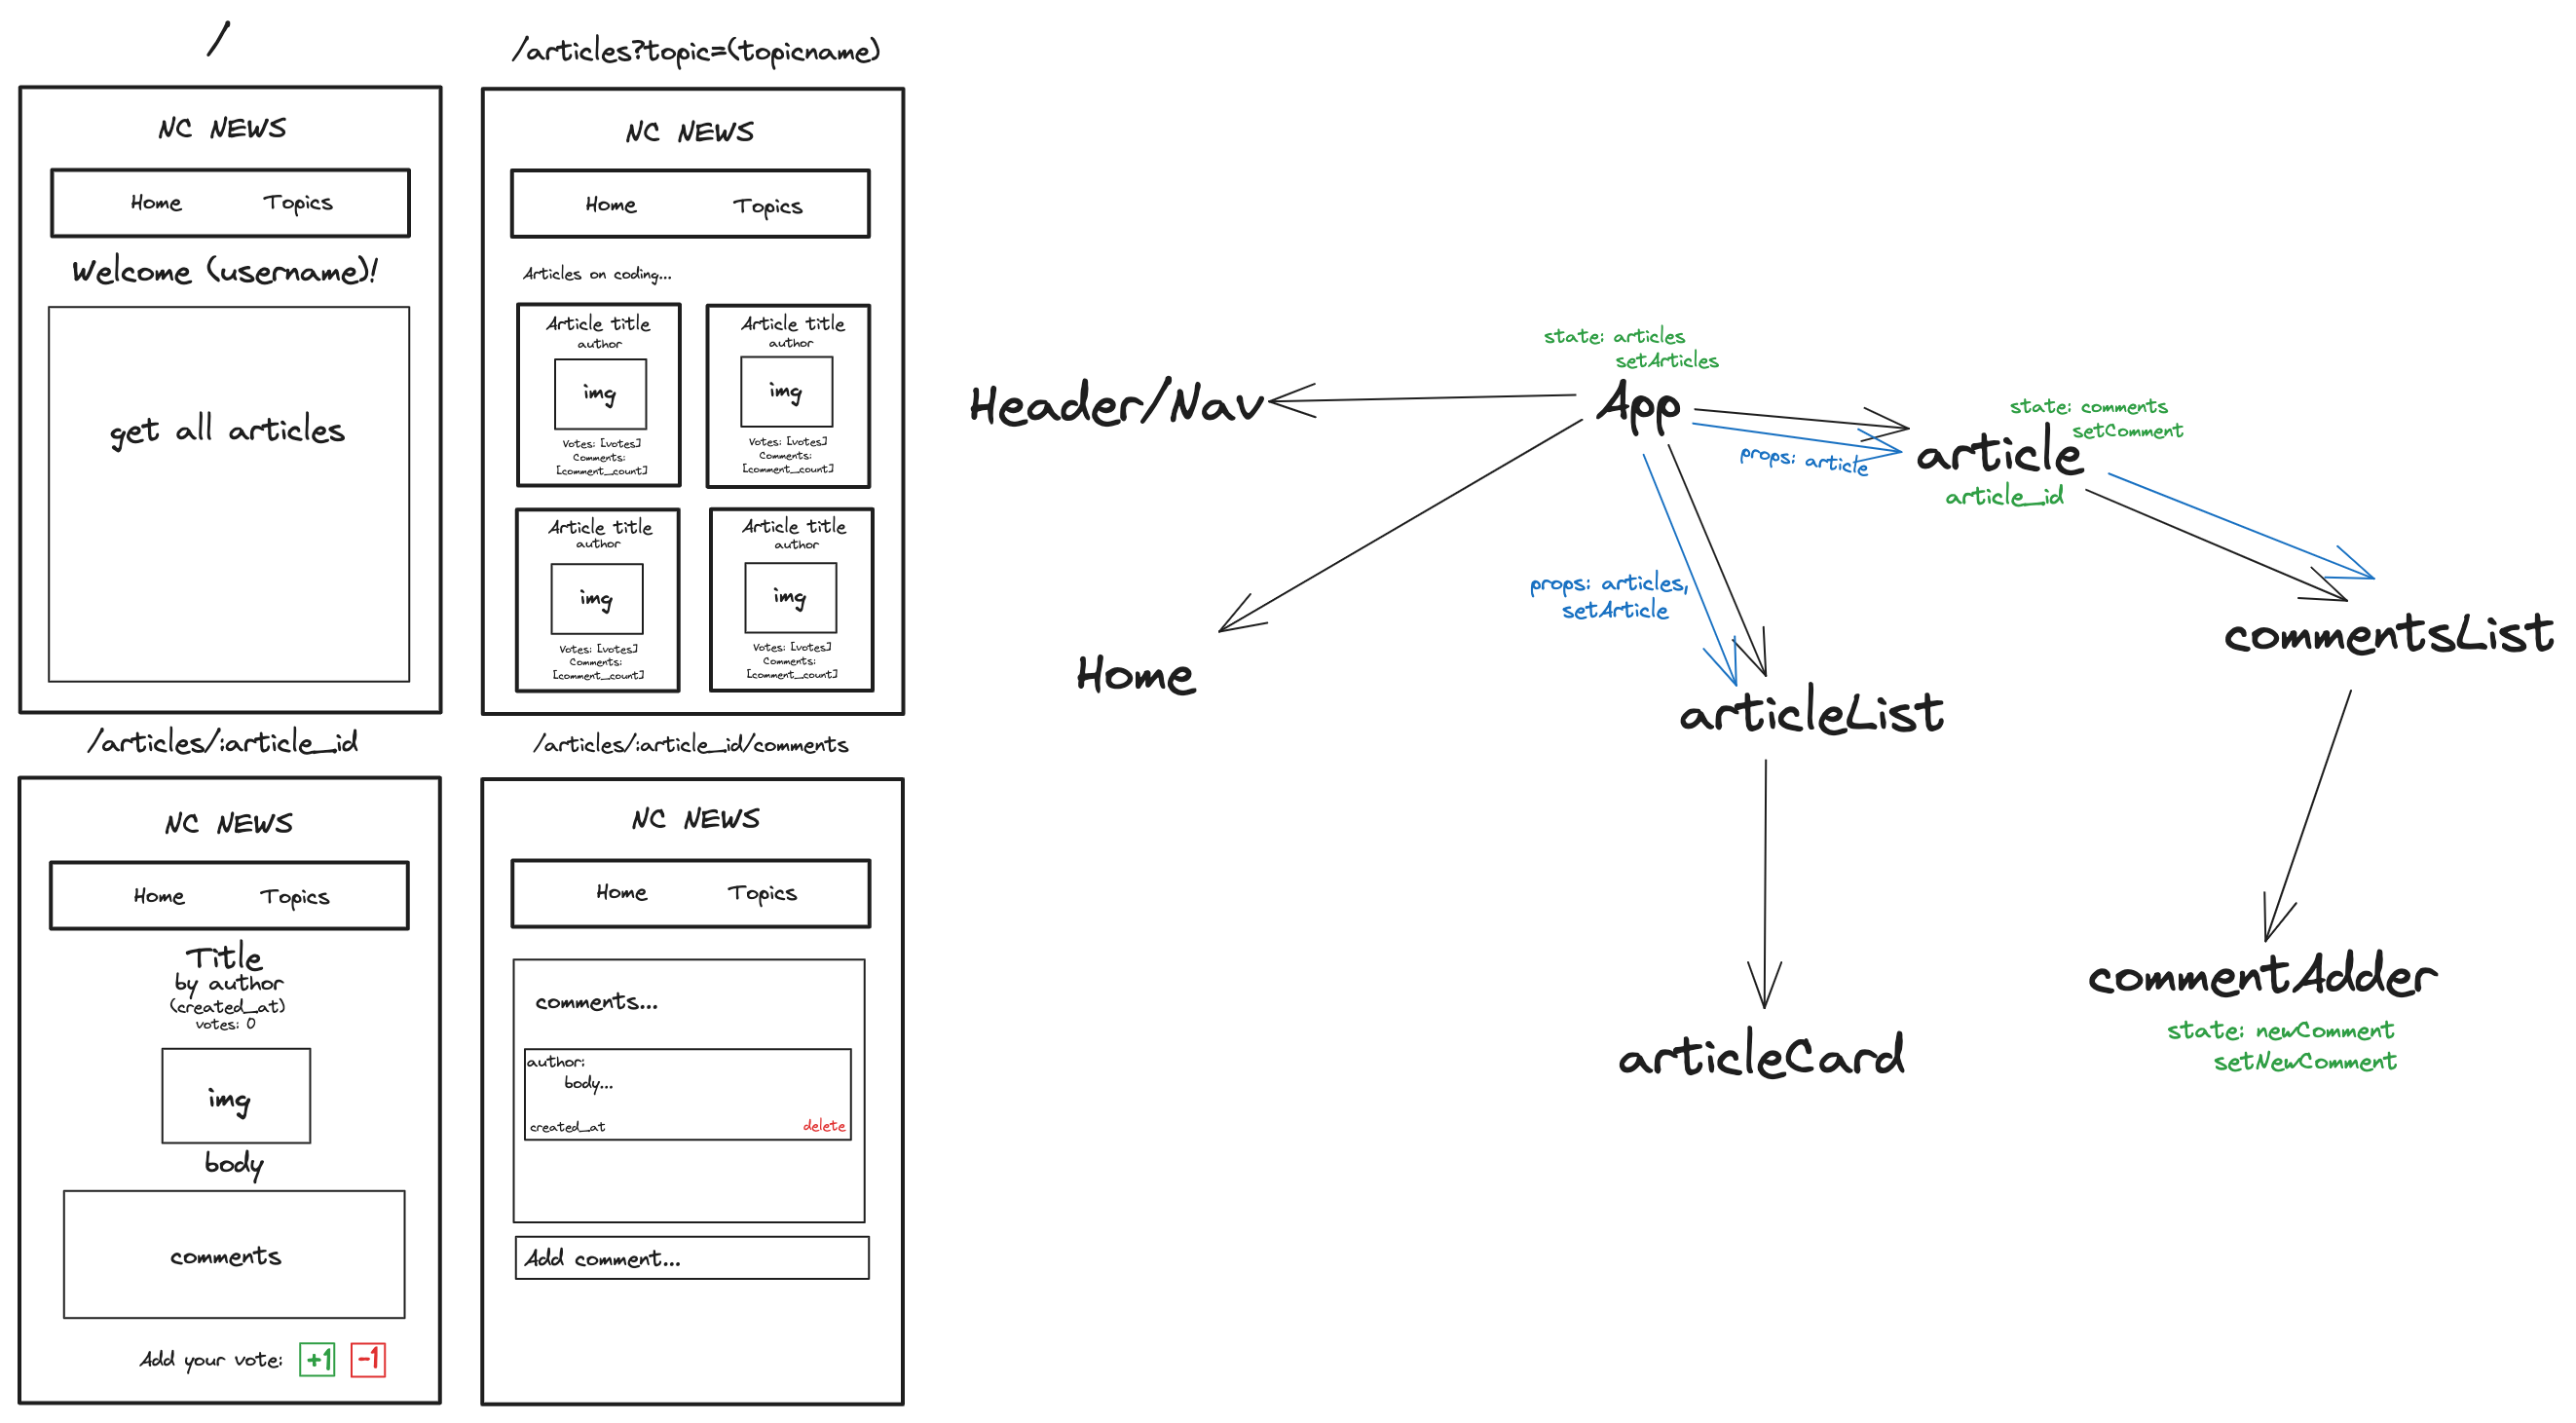 /
NC NEWS
Home Topics
Welcome (username)!
get all articles
/articles?topic=(topicname)
NC NEWS
Home Topics
Articles on coding...
Article title
author
img
Votes: [votes]
Comments:
[comment_count]
Article title
author
img
Votes: [votes]
Comments:
[comment_count]
Article title
author
img
Votes: [votes]
Comments:
[comment_count]
Article title
author
img
Votes: [votes]
Comments:
[comment_count]
/articles/:article_id
NC NEWS
Home Topics
Title
by author
(created_at)
votes: 0
img
body
comments
Add your vote: +1 -1
/articles/:article_id/comments
NC NEWS
Home Topics
comments...
author:
body...
created_at delete
Add comment...
state: articles
setArticles
Header/Nav
App
props: article
state: comments
setComment
article
article_id
props: articles,
setArticle
Home
articleList
commentsList
articleCard
commentAdder
state: newComment
setNewComment